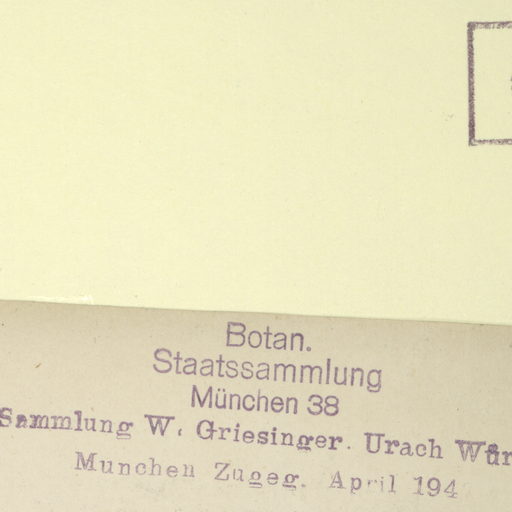 Botan.
Staatssammlung
München 38
Sammlung W. Griesinger. Urach
Munchen Zugeg. April 194